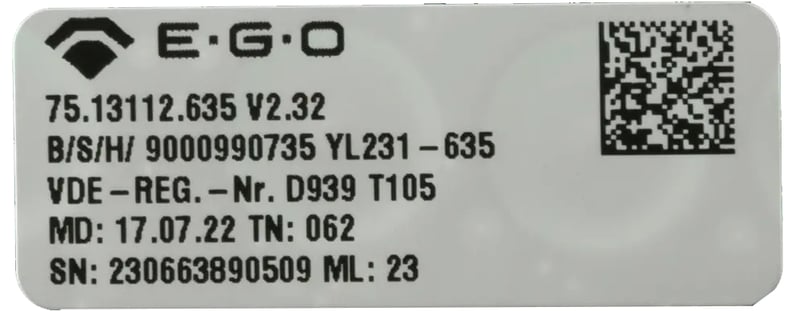 E·G·O
75.13112.635 V2.32
B/S/H/ 9000990735 YL231-635
VDE-REG.-Nr. D939 T105
MD: 17.07.22 TN: 062
SN: 230663890509 ML: 23